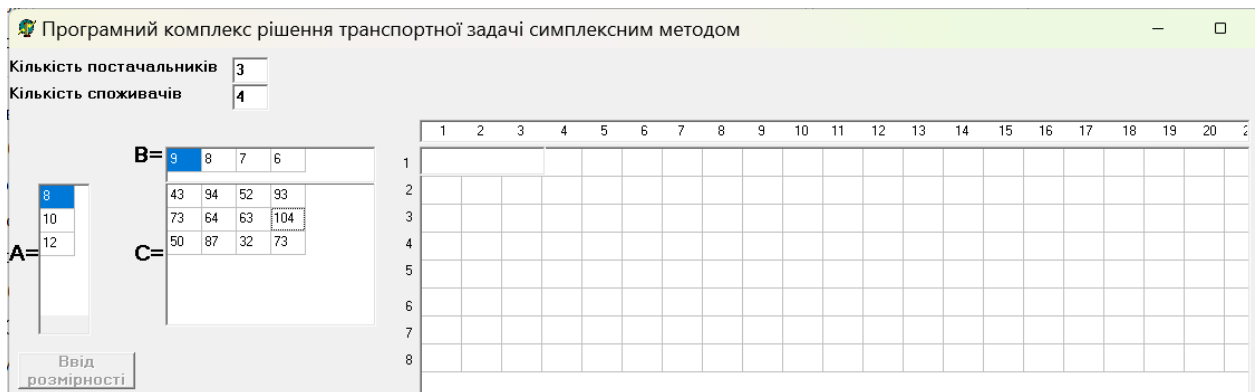 Програмний комплекс рішення транспортної задачі симплексним методом
Кількість постачальників 3
Кількість споживачів 4
1 2 3 4 5 6 7 8 9 10 11 12 13 14 15 16 17 18 19 20
B= 9 8 7 6
1
8 43 94 52 93 2
10 73 64 63 104 3
A= 12 C= 50 87 32 73 4
5
6
7
8
Ввід
розмірності